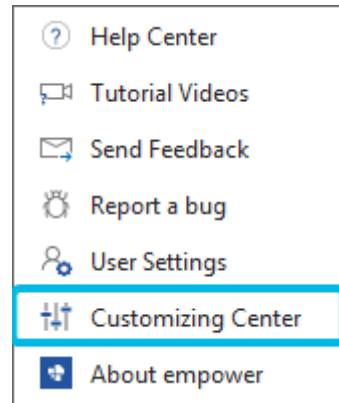 Help Center
Tutorial Videos
Send Feedback
Report a bug
User Settings
Customizing Center
About empower